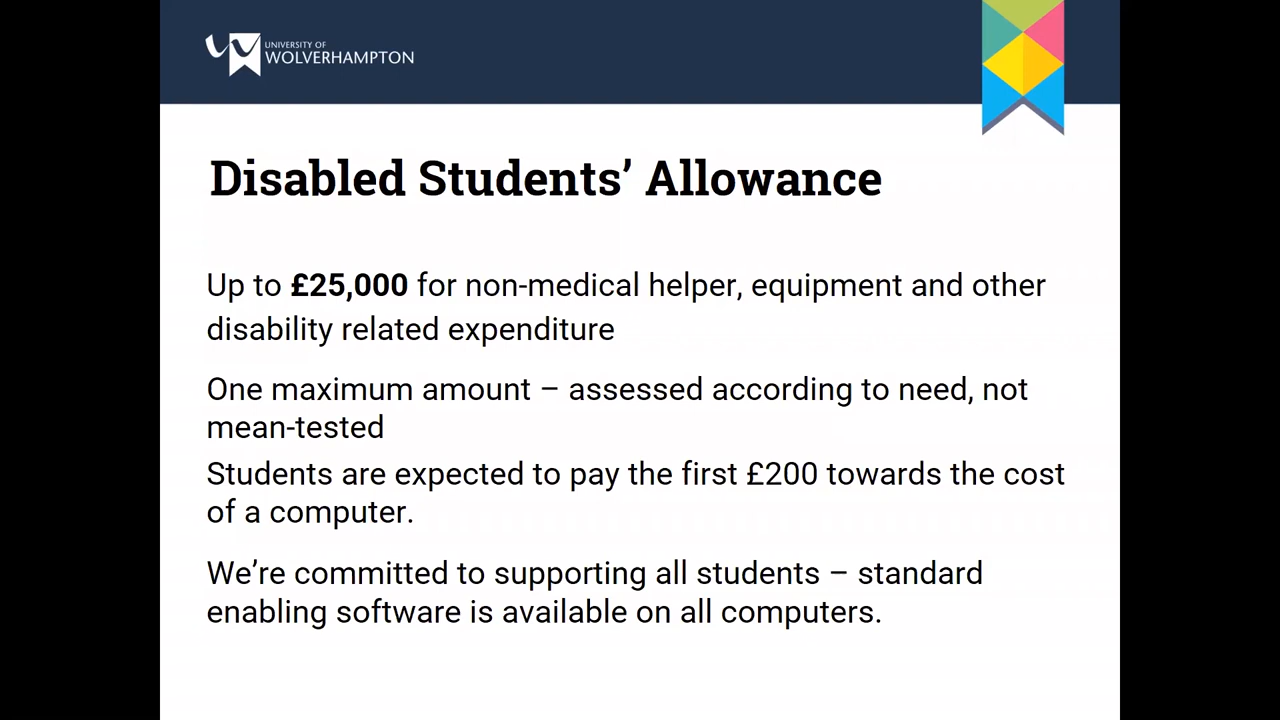 UNIVERSITY OF
WOLVERHAMPTON
Disabled Students’ Allowance
Up to £25,000 for non-medical helper, equipment and other
disability related expenditure
One maximum amount – assessed according to need, not
mean-tested
Students are expected to pay the first £200 towards the cost
of a computer.
We’re committed to supporting all students – standard
enabling software is available on all computers.